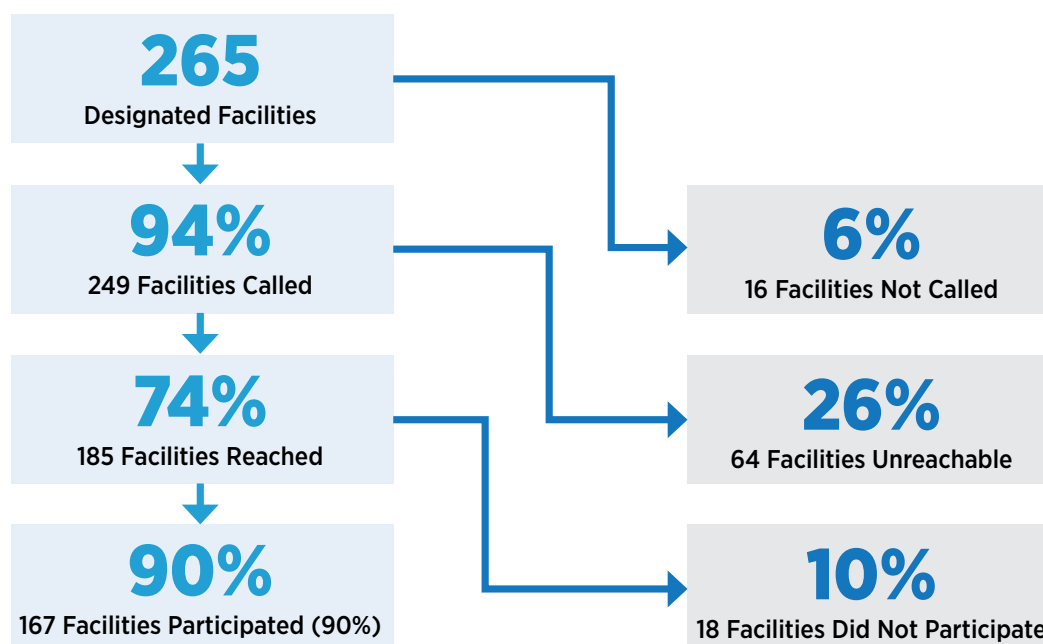 265
Designated Facilities
94%
249 Facilities Called
6%
16 Facilities Not Called
74%
185 Facilities Reached
26%
64 Facilities Unreachable
90%
167 Facilities Participated (90%)
10%
18 Facilities Did Not Participate